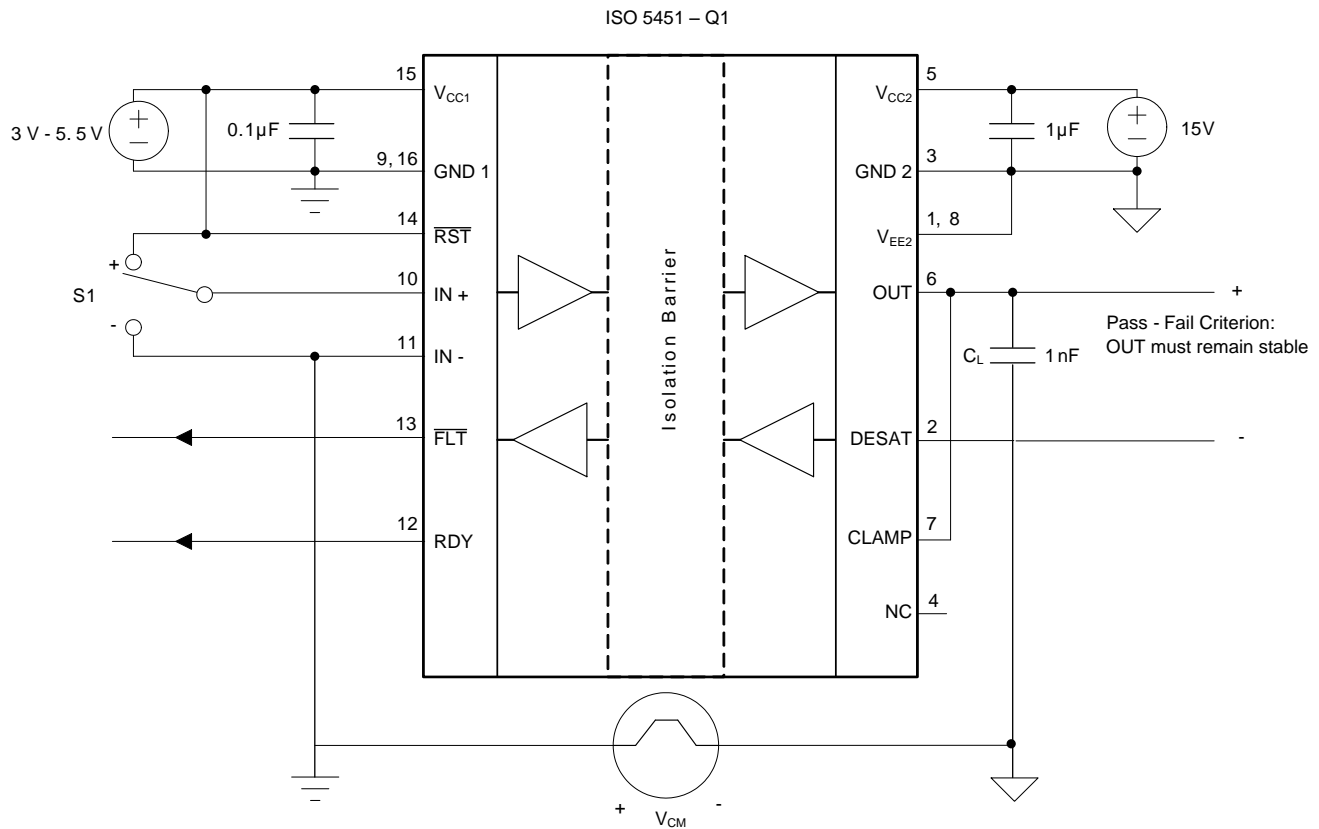 ISO 5451 – Q1
15
5
VCC1
VCC2
3 V - 5. 5 V
0.1µF
1µF
15V
9, 16
3
GND 1
GND 2
14
1, 8
RST
VEE2
+
10
6
S1
IN +
OUT
+
-
Isolation Barrier
Pass - Fail Criterion:
OUT must remain stable
11
IN -
CL
1 nF
13
2
FLT
DESAT
-
12
7
RDY
CLAMP
4
NC
+
-
VCM